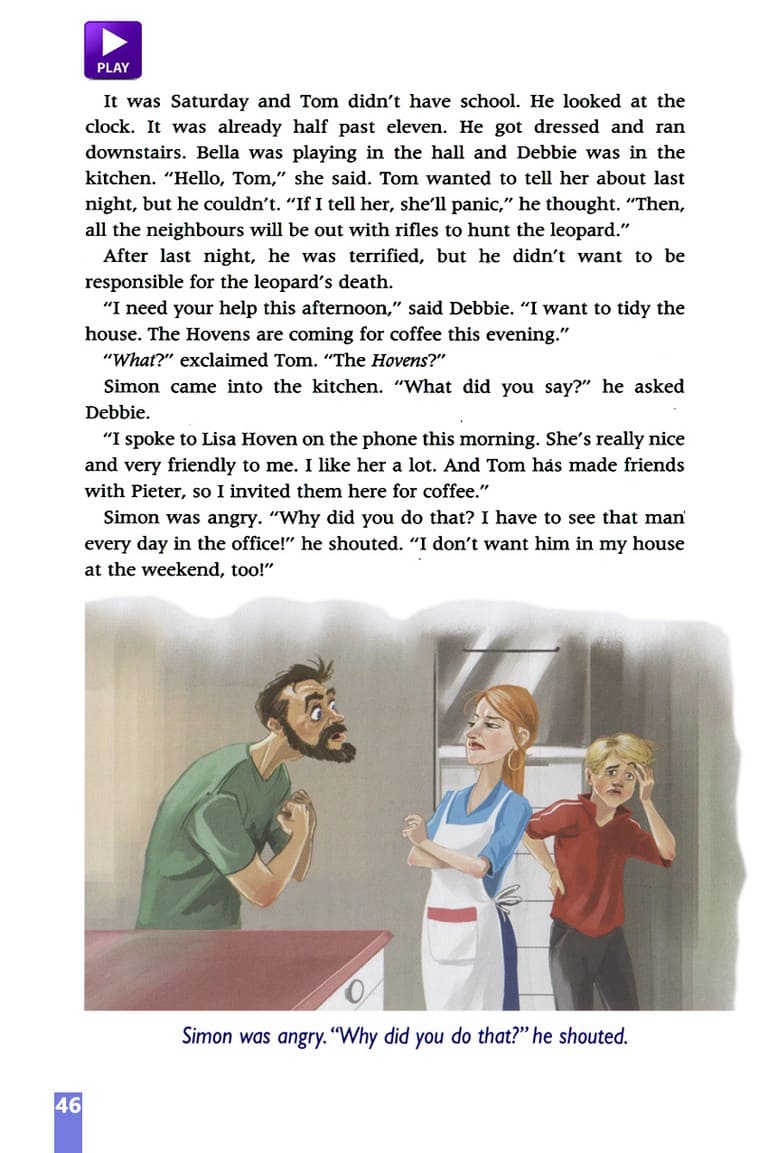 PLAY
It was Saturday and Tom didn't have school. He looked at the
clock. It was already half past eleven. He got dressed and ran
downstairs. Bella was playing in the hall and Debbie was in the
kitchen. “Hello, Tom,” she said. Tom wanted to tell her about last
night, but he couldn't. “If I tell her, she'll panic,” he thought. “Then,
all the neighbours will be out with rifles to hunt the leopard.”
After last night, he was terrified, but he didn't want to be
responsible for the leopard's death.
“I need your help this afternoon,” said Debbie. “I want to tidy the
house. The Hovens are coming for coffee this evening.”
“What?” exclaimed Tom. “The Hovens?”
Simon came into the kitchen. “What did you say?” he asked
Debbie.
“I spoke to Lisa Hoven on the phone this morning. She's really nice
and very friendly to me. I like her a lot. And Tom has made friends
with Pieter, so I invited them here for coffee.”
Simon was angry. “Why did you do that? I have to see that man
every day in the office!” he shouted. “I don't want him in my house
at the weekend, too!”
Simon was angry. “Why did you do that?” he shouted.
46